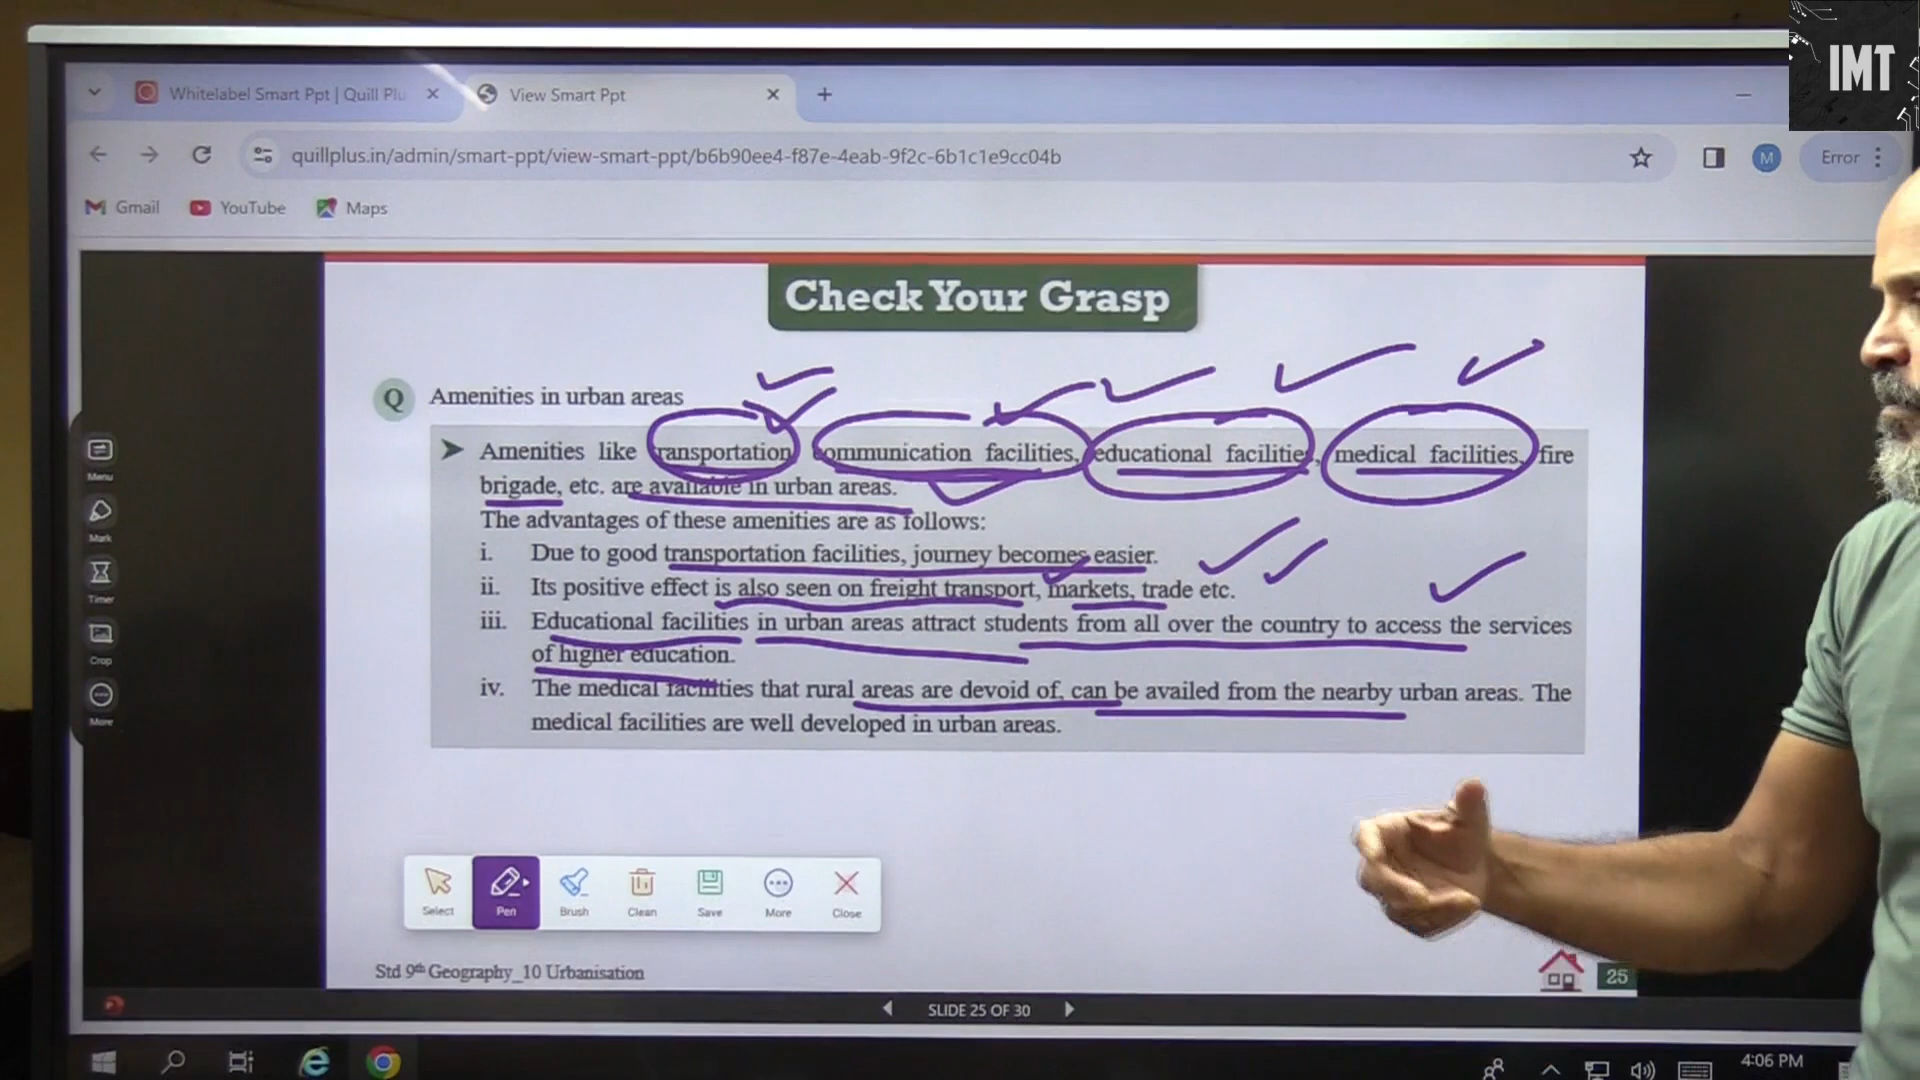 IMT
Whitelabel Smart Ppt | Quill Plu
View Smart Ppt
quillplus.in/admin/smart-ppt/view-smart-ppt/b6b90ee4-f87e-4eab-9f2c-6b1c1e9cc04b
M
Error
Gmail
YouTube
Maps
Check Your Grasp
Q Amenities in urban areas
Amenities like transportation communication facilities, educational facilities, medical facilities, fire
brigade, etc. are available in urban areas.
The advantages of these amenities are as follows:
i. Due to good transportation facilities, journey becomes easier.
ii. Its positive effect is also seen on freight transport, markets, trade etc.
iii. Educational facilities in urban areas attract students from all over the country to access the services
of higher education.
iv. The medical facilities that rural areas are devoid of, can be availed from the nearby urban areas. The
medical facilities are well developed in urban areas.
Menu
Mark
Timer
Crop
More
Select
Pen
Brush
Clean
Save
More
Close
Std 9th Geography_10 Urbanisation
25
SLIDE 25 OF 30
4:06 PM